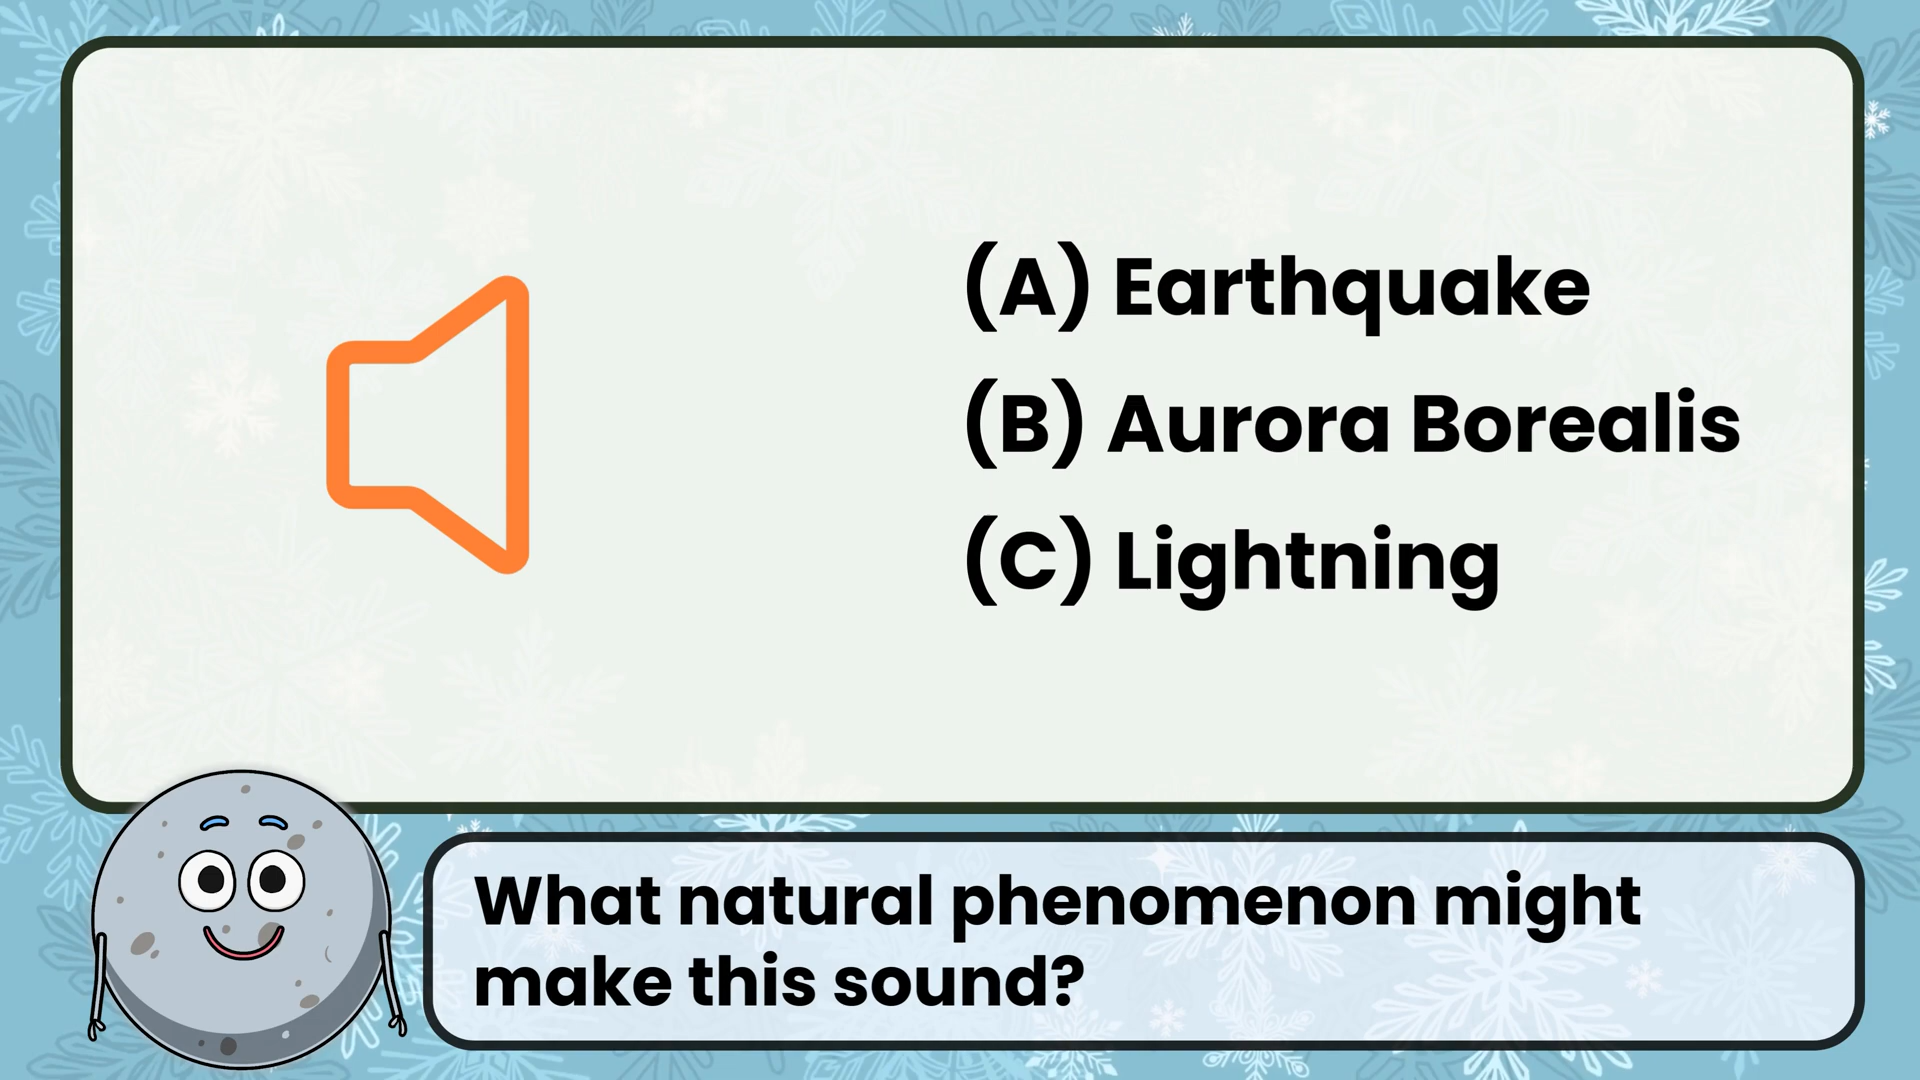 (A) Earthquake
(B) Aurora Borealis
(C) Lightning
What natural phenomenon might
make this sound?